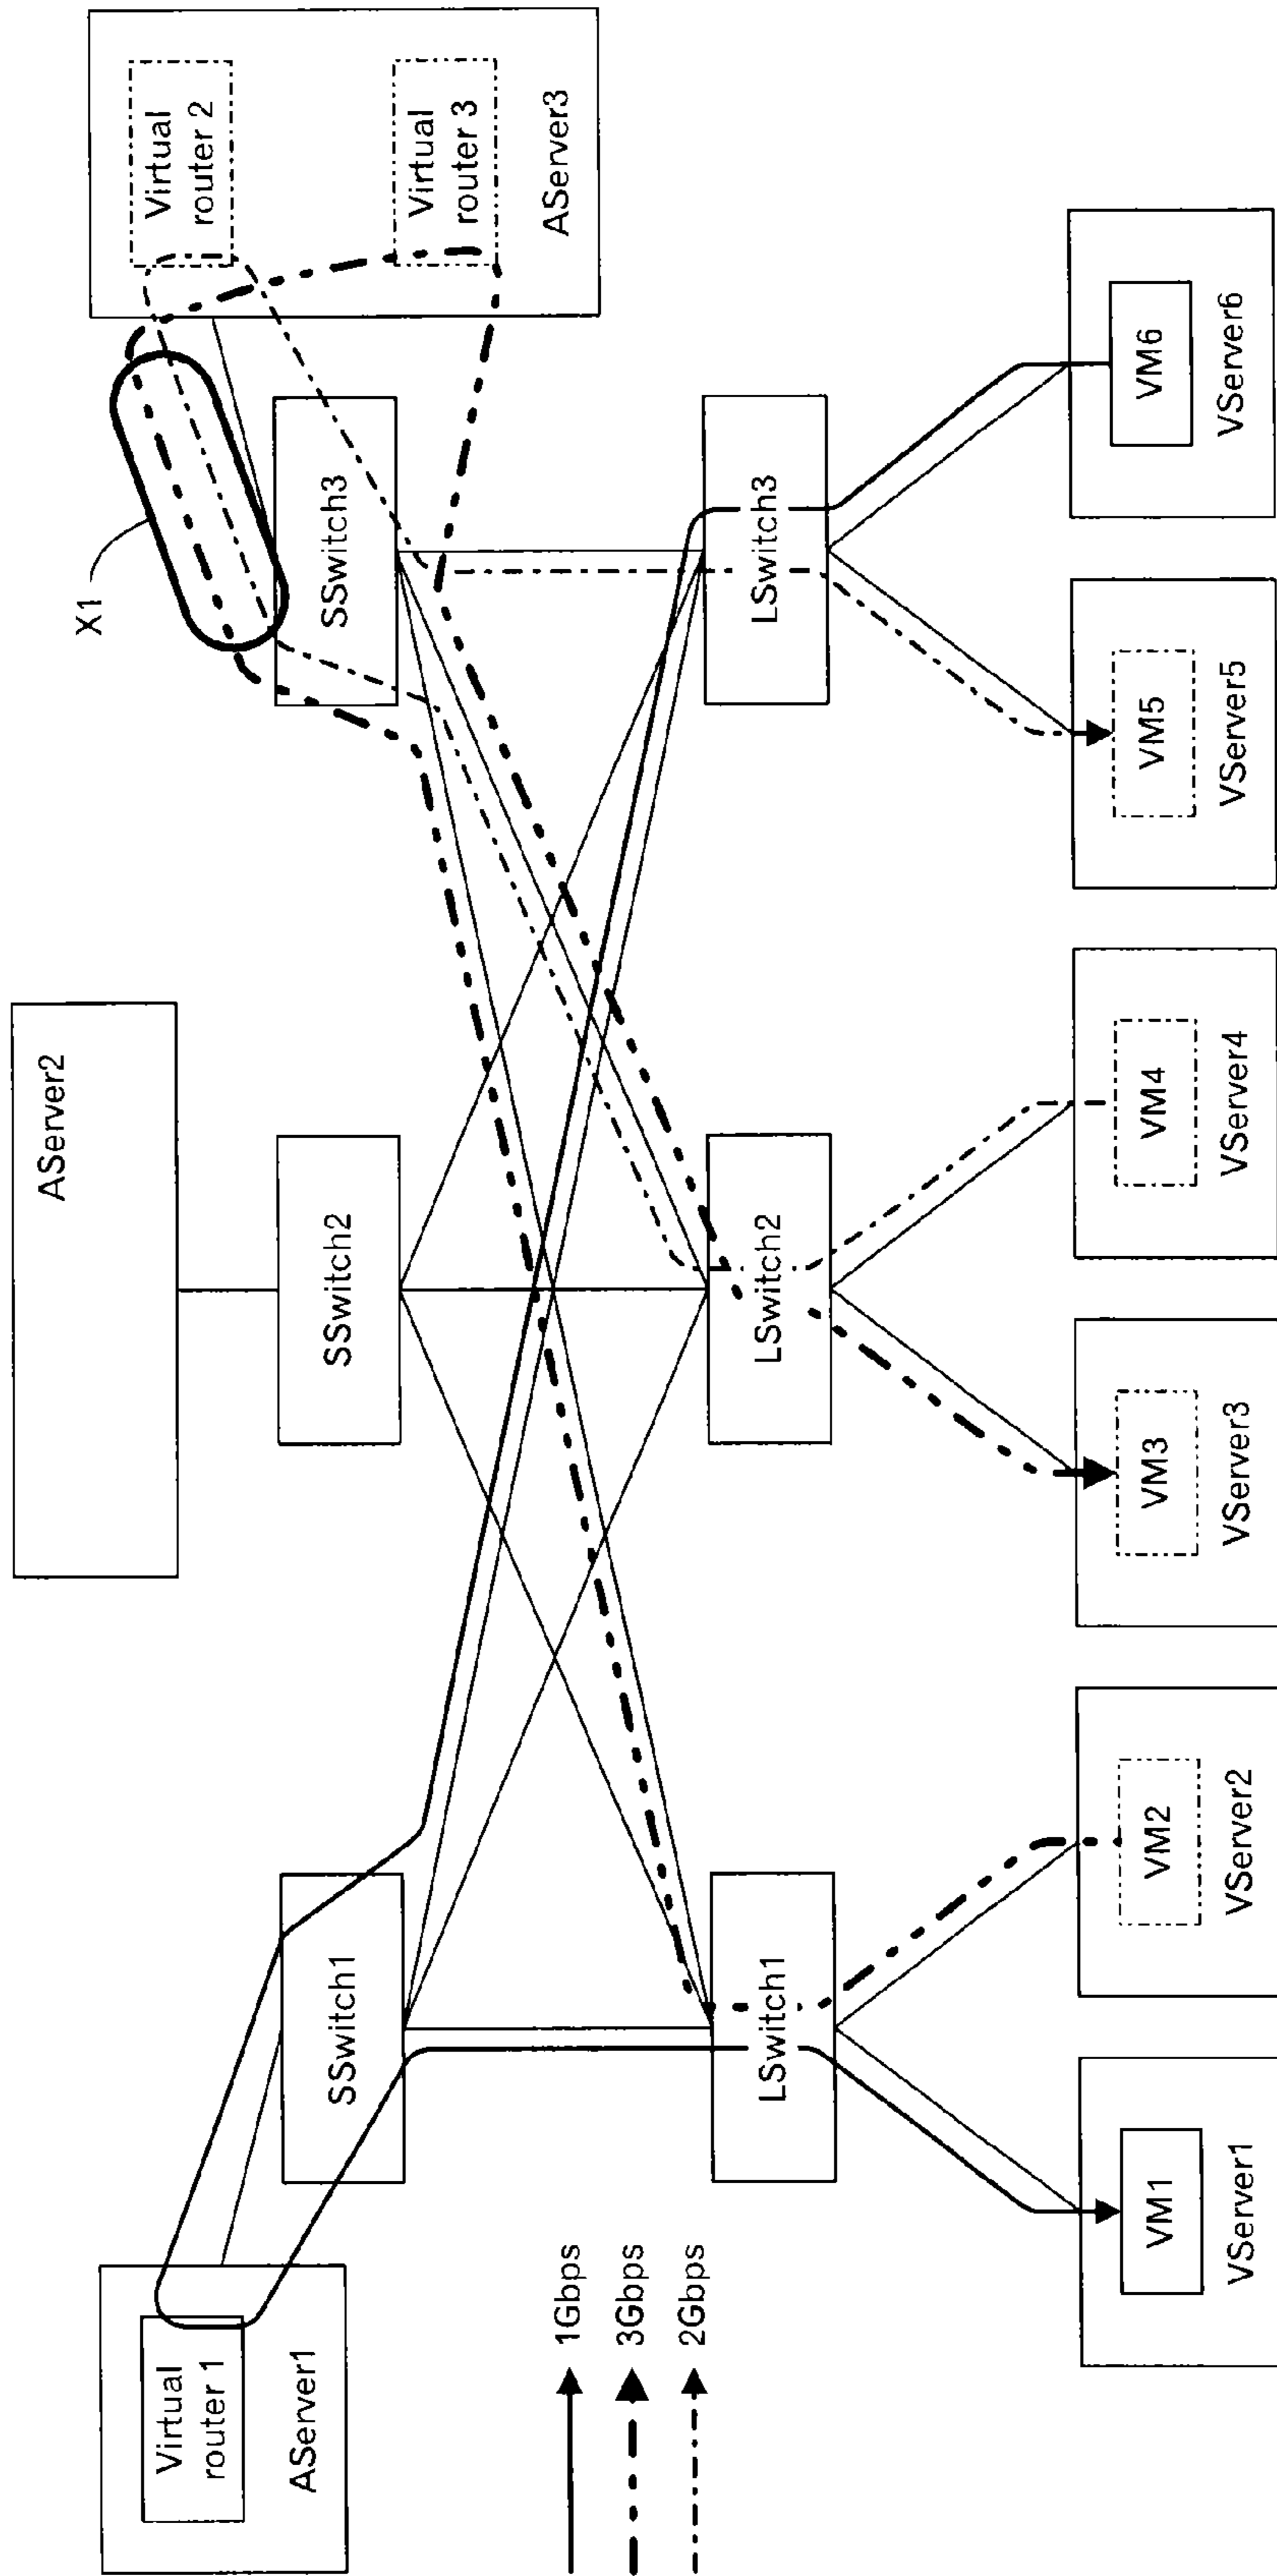 AServer2
Virtual
router 1
AServer1
SSwitch1
SSwitch2
SSwitch3
X1
Virtual
router 2
Virtual
router 3
AServer3
1Gbps
3Gbps
2Gbps
LSwitch1
LSwitch2
LSwitch3
VM1
VServer1
VM2
VServer2
VM3
VServer3
VM4
VServer4
VM5
VServer5
VM6
VServer6